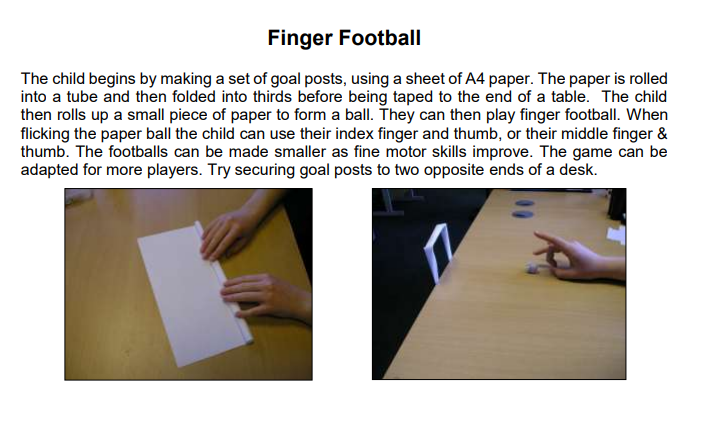 Finger Football
The child begins by making a set of goal posts, using a sheet of A4 paper. The paper is rolled
into a tube and then folded into thirds before being taped to the end of a table.  The child
then rolls up a small piece of paper to form a ball. They can then play finger football. When
flicking the paper ball the child can use their index finger and thumb, or their middle finger &
thumb. The footballs can be made smaller as fine motor skills improve. The game can be
adapted for more players. Try securing goal posts to two opposite ends of a desk.